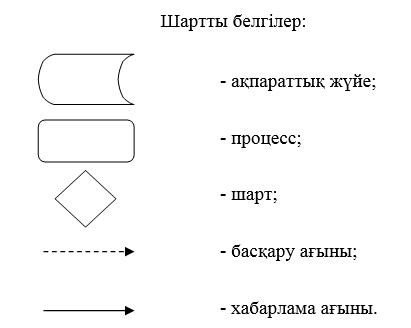 Шартты белгілер:
- ақпараттық жүйе;
- процесс;
- шарт;
- басқару ағыны;
- хабарлама ағыны.